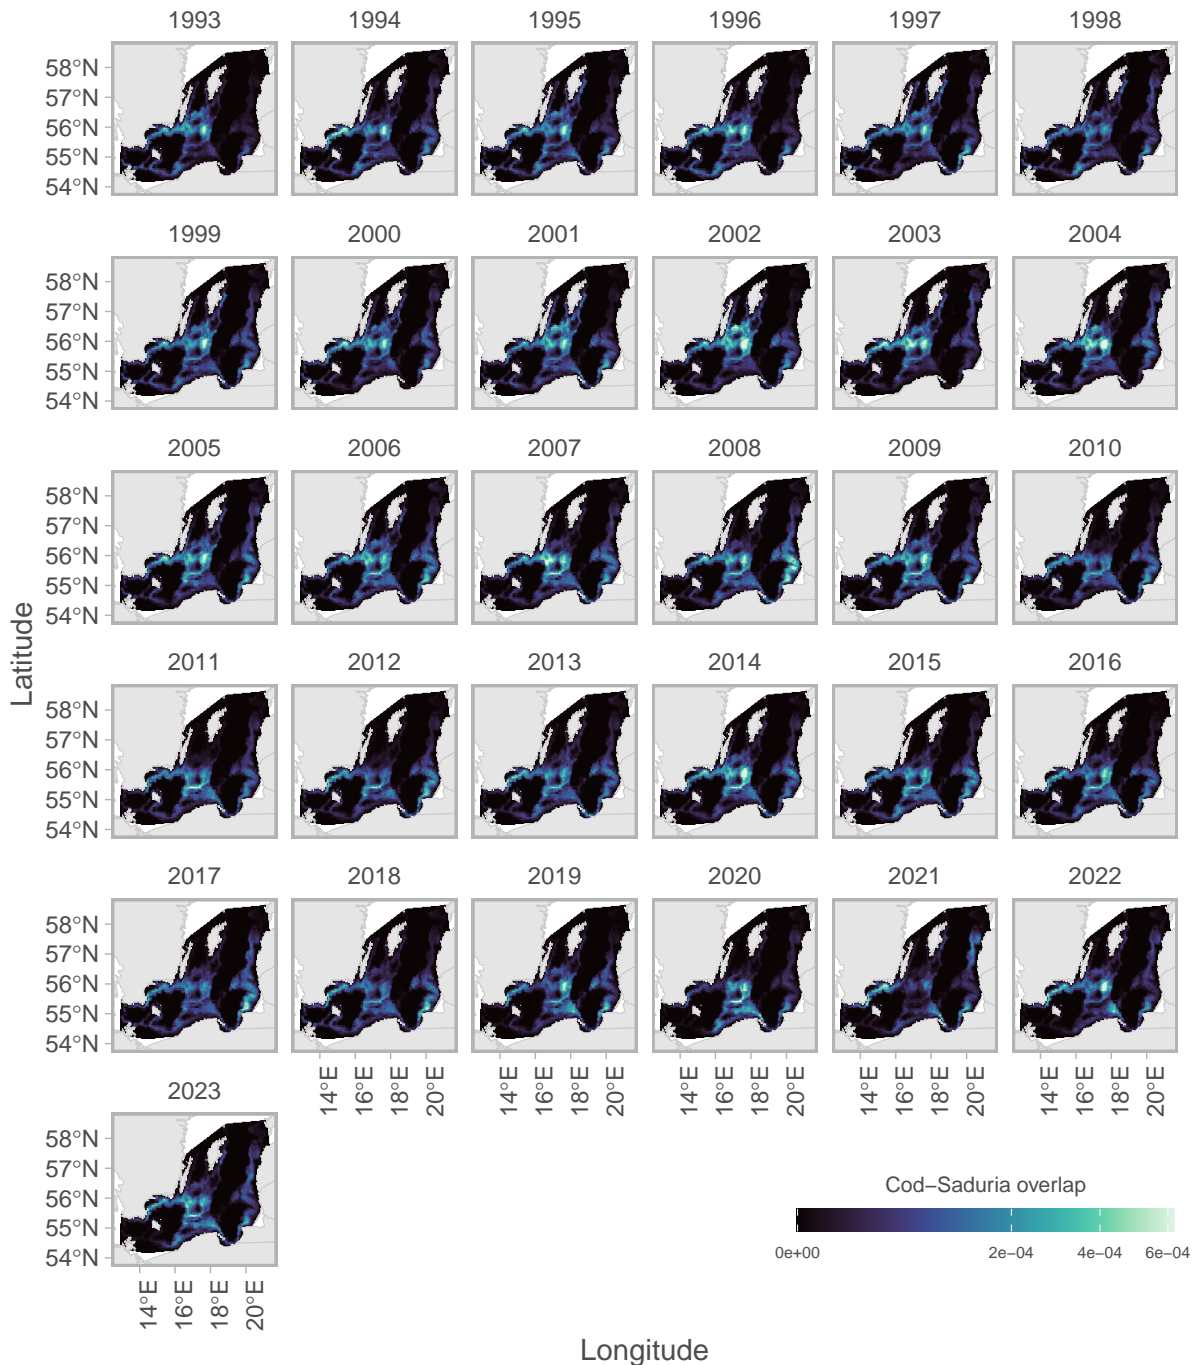 1993 1994 1995 1996 1997 1998
58°N
57°N
56°N
55°N
54°N
1999 2000 2001 2002 2003 2004
58°N
57°N
56°N
55°N
54°N
2005 2006 2007 2008 2009 2010
58°N
57°N
56°N
55°N
54°N
Latitude
2011 2012 2013 2014 2015 2016
58°N
57°N
56°N
55°N
54°N
2017 2018 2019 2020 2021 2022
58°N
57°N
56°N
55°N
54°N
14°E 16°E 18°E 20°E 14°E 16°E 18°E 20°E 14°E 16°E 18°E 20°E 14°E 16°E 18°E 20°E 14°E 16°E 18°E 20°E
2023
58°N
57°N
56°N
55°N
54°N
14°E 16°E 18°E 20°E
Cod−Saduria overlap
0e+00 2e−04 4e−04 6e−04
Longitude